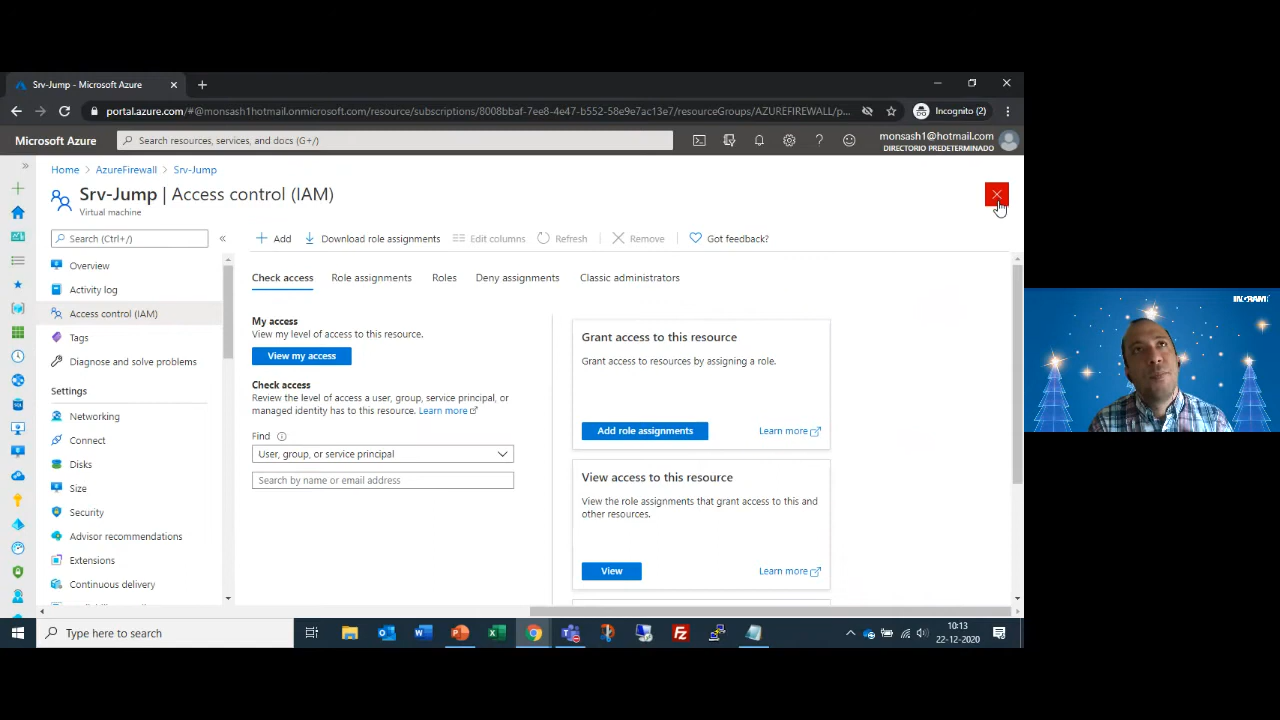 Srv-Jump - Microsoft Azure
portal.azure.com/#@monsash1hotmail.onmicrosoft.com/resource/subscriptions/8008bbaf-7ee8-4e47-b552-58e9e7ac13e7/resourceGroups/AZUREFIREWALL/p...
Incognito (2)
Microsoft Azure
Search resources, services, and docs (G+/)
monsash1@hotmail.com
DIRECTORIO PREDETERMINADO
Home > AzureFirewall > Srv-Jump
Srv-Jump | Access control (IAM)
Virtual machine
Search (Ctrl+/)
Add
Download role assignments
Edit columns
Refresh
Remove
Got feedback?
Overview
Activity log
Access control (IAM)
Tags
Diagnose and solve problems
Settings
Networking
Connect
Disks
Size
Security
Advisor recommendations
Extensions
Continuous delivery
Check access
Role assignments
Roles
Deny assignments
Classic administrators
My access
View my level of access to this resource.
View my access
Check access
Review the level of access a user, group, service principal, or
managed identity has to this resource. Learn more
Find
User, group, or service principal
Search by name or email address
Grant access to this resource
Grant access to resources by assigning a role.
Add role assignments
Learn more
View access to this resource
View the role assignments that grant access to this and
other resources.
View
Learn more
INGRAM
Type here to search
10:13
22-12-2020